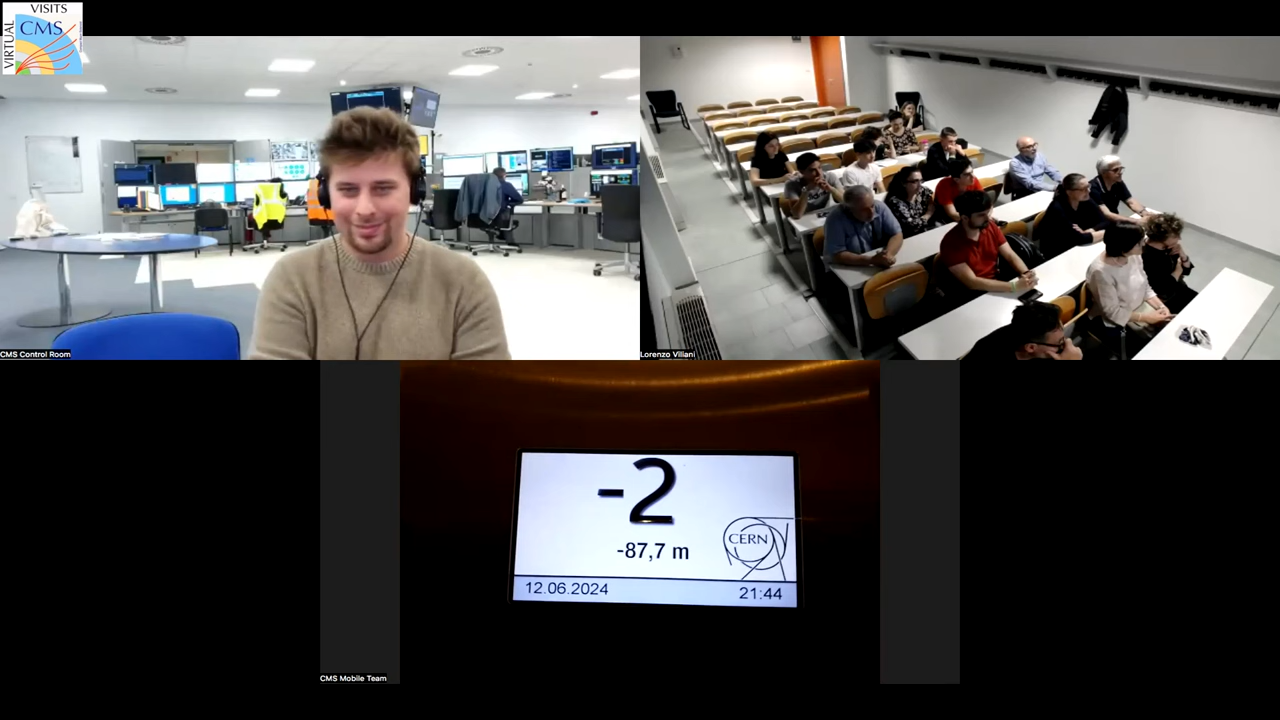 VISITS
VIRTUAL
CMS
CMS Control Room
Lorenzo Viliani
-2
-87,7 m
CERN
12.06.2024
21:44
CMS Mobile Team